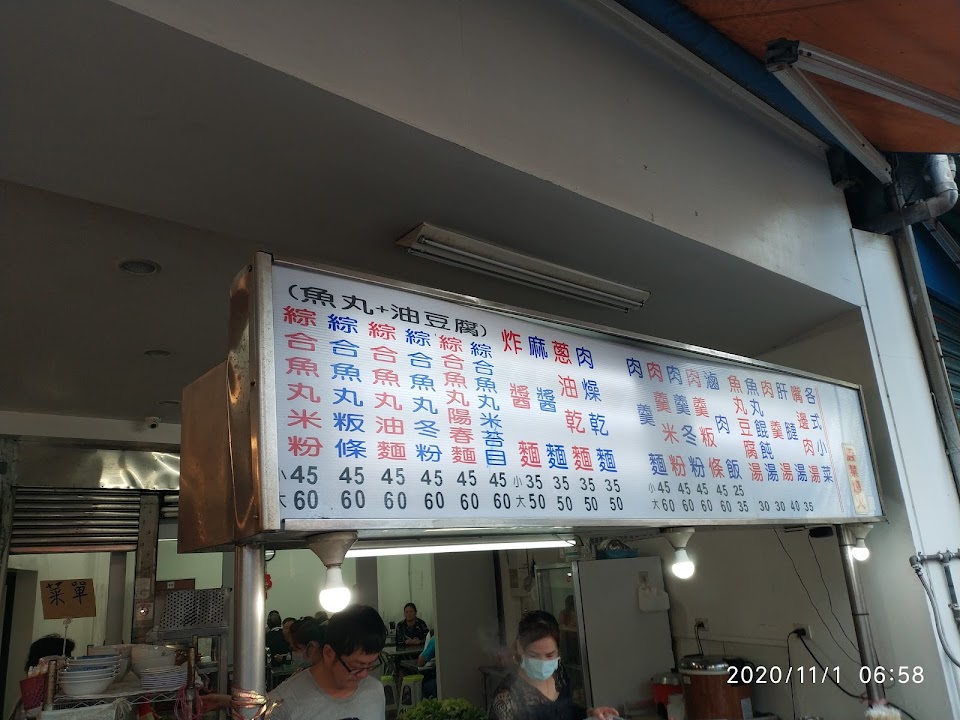 (魚丸+油豆腐)
綜合魚丸米粉
綜合魚丸粄條
綜合魚丸油麵
綜合魚丸冬粉
綜合魚丸陽春麵
綜合魚丸米苔目
炸醬麵
麻醬麵
蔥油乾麵
肉燥乾麵
肉羹麵
肉羹米粉
肉羹冬粉
肉羹粄條
滷肉飯
魚丸豆腐湯
魚丸餛飩湯
肉羹湯
嘴邊肉湯
各式小菜
小45 45 45 45 45 45 小35 35 35 35 小45 45 45 45 25
大60 60 60 60 60 60 大50 50 50 50 大60 60 60 60 35 30 30 40 35
菜單
2020/11/1 06:58